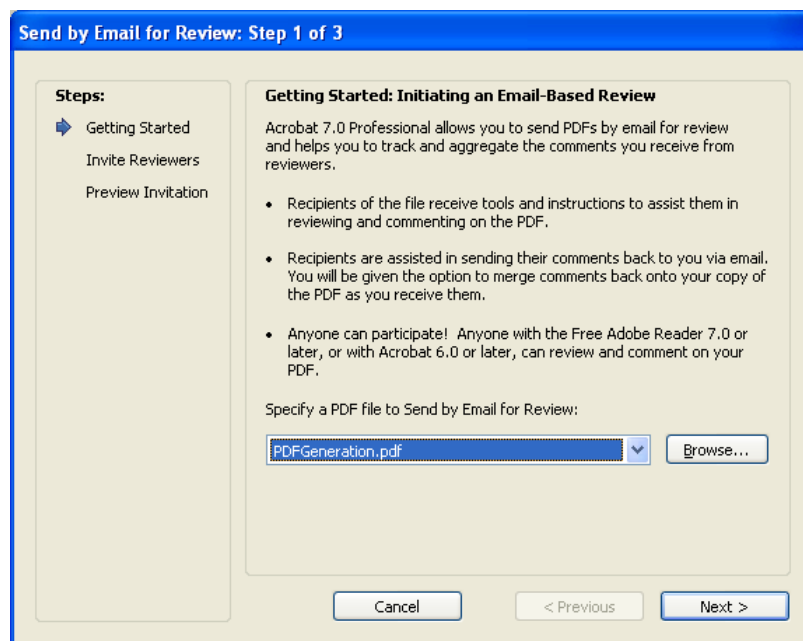 Send by Email for Review: Step 1 of 3
Steps:
Getting Started
Invite Reviewers
Preview Invitation
Getting Started: Initiating an Email-Based Review
Acrobat 7.0 Professional allows you to send PDFs by email for review
and helps you to track and aggregate the comments you receive from
reviewers.
• Recipients of the file receive tools and instructions to assist them in
reviewing and commenting on the PDF.
• Recipients are assisted in sending their comments back to you via email.
You will be given the option to merge comments back onto your copy of
the PDF as you receive them.
• Anyone can participate! Anyone with the Free Adobe Reader 7.0 or
later, or with Acrobat 6.0 or later, can review and comment on your
PDF.
Specify a PDF file to Send by Email for Review:
PDFGeneration.pdf
Browse...
Cancel
< Previous
Next >